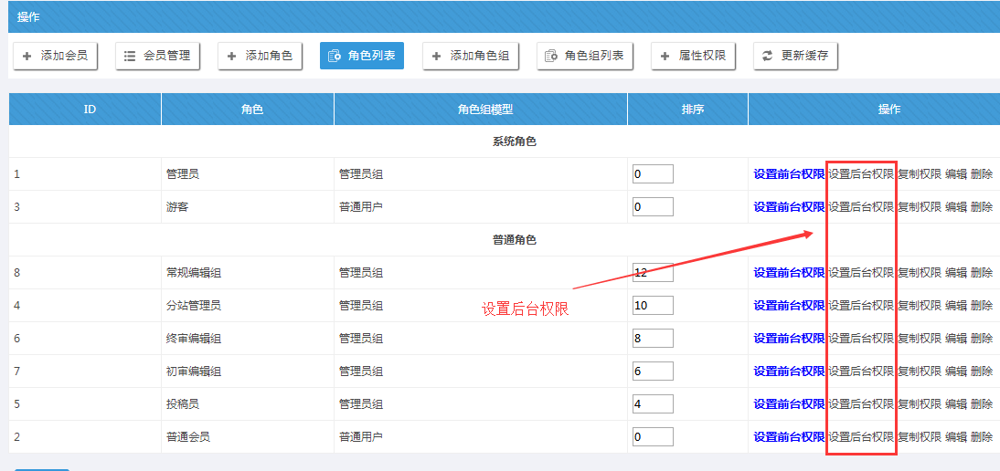 操作
添加会员 会员管理 添加角色 角色列表 添加角色组 角色组列表 属性权限 更新缓存
ID 角色 角色组模型 排序 操作
系统角色
1 管理员 管理员组 0 设置前台权限 设置后台权限 复制权限 编辑 删除
3 游客 普通用户 0 设置前台权限 设置后台权限 复制权限 编辑 删除
普通角色
8 常规编辑组 管理员组 12 设置前台权限 设置后台权限 复制权限 编辑 删除
4 分站管理员 管理员组 10 设置前台权限 设置后台权限 复制权限 编辑 删除
设置后台权限
6 终审编辑组 管理员组 8 设置前台权限 设置后台权限 复制权限 编辑 删除
7 初审编辑组 管理员组 6 设置前台权限 设置后台权限 复制权限 编辑 删除
5 投稿员 管理员组 4 设置前台权限 设置后台权限 复制权限 编辑 删除
2 普通会员 普通用户 0 设置前台权限 设置后台权限 复制权限 编辑 删除